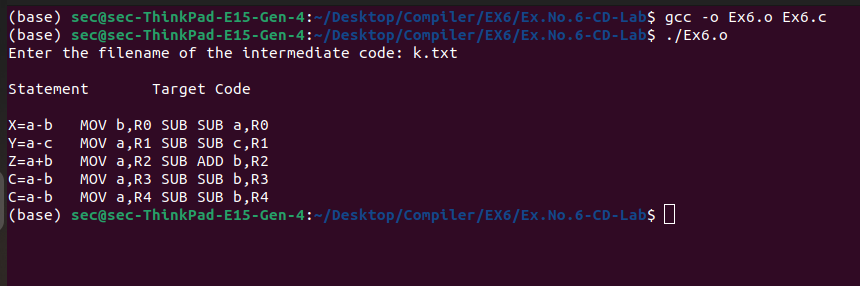 (base) sec@sec-ThinkPad-E15-Gen-4:~/Desktop/Compiler/EX6/Ex.No.6-CD-Lab$ gcc -o Ex6.o Ex6.c
(base) sec@sec-ThinkPad-E15-Gen-4:~/Desktop/Compiler/EX6/Ex.No.6-CD-Lab$ ./Ex6.o
Enter the filename of the intermediate code: k.txt
Statement Target Code
X=a-b MOV b,R0 SUB SUB a,R0
Y=a-c MOV a,R1 SUB SUB c,R1
Z=a+b MOV a,R2 SUB ADD b,R2
C=a-b MOV a,R3 SUB SUB b,R3
C=a-b MOV a,R4 SUB SUB b,R4
(base) sec@sec-ThinkPad-E15-Gen-4:~/Desktop/Compiler/EX6/Ex.No.6-CD-Lab$